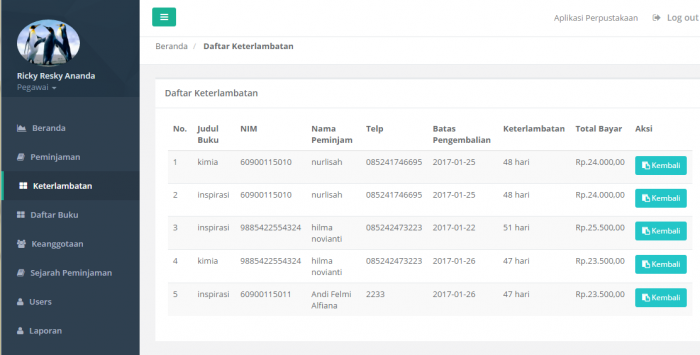 Aplikasi Perpustakaan Log out
Ricky Resky Ananda
Pegawai
Beranda
Peminjaman
Keterlambatan
Daftar Buku
Keanggotaan
Sejarah Peminjaman
Users
Laporan
Beranda / Daftar Keterlambatan
Daftar Keterlambatan
No. Judul Buku NIM Nama Peminjam Telp Batas Pengembalian Keterlambatan Total Bayar Aksi
1 kimia 60900115010 nurlisah 085241746695 2017-01-25 48 hari Rp.24.000,00 Kembali
2 inspirasi 60900115010 nurlisah 085241746695 2017-01-25 48 hari Rp.24.000,00 Kembali
3 inspirasi 9885422554324 hilma novianti 085242473223 2017-01-22 51 hari Rp.25.500,00 Kembali
4 kimia 9885422554324 hilma novianti 085242473223 2017-01-26 47 hari Rp.23.500,00 Kembali
5 inspirasi 60900115011 Andi Felmi Alfiana 2233 2017-01-26 47 hari Rp.23.500,00 Kembali